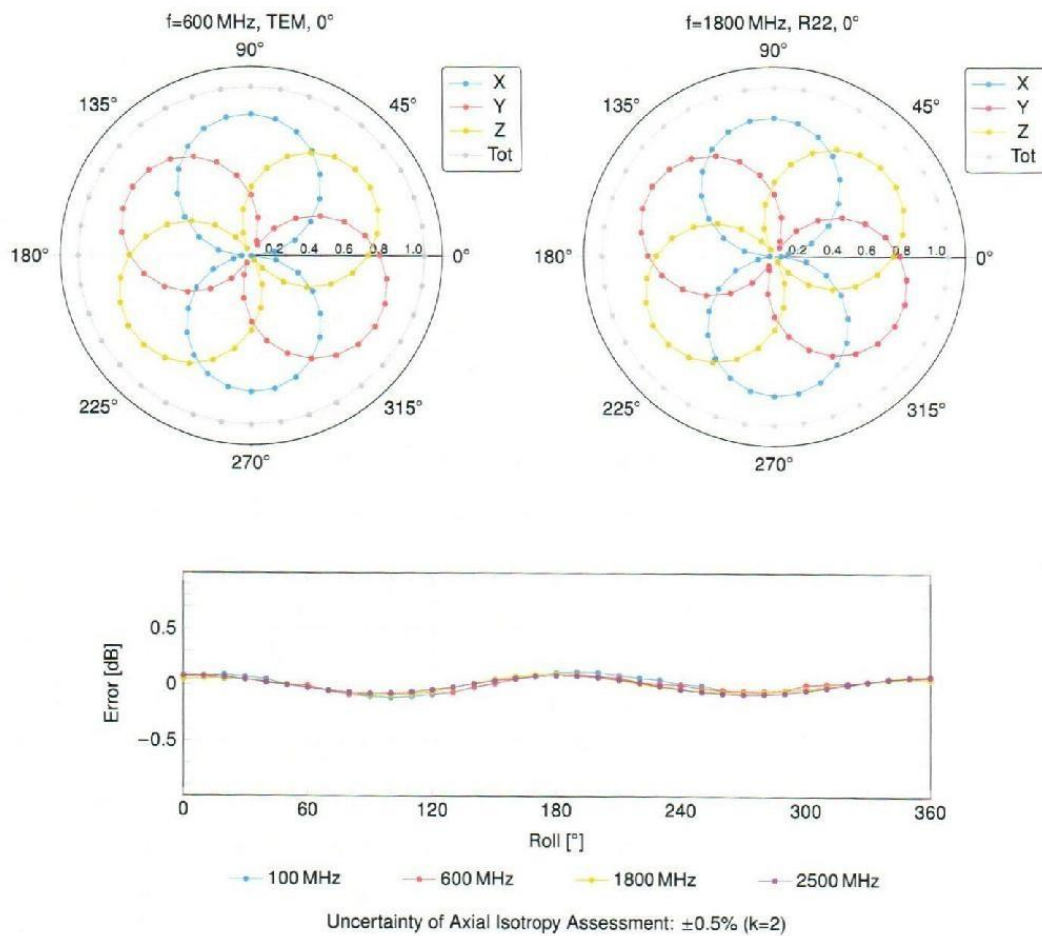 f=600 MHz, TEM, 0°
90°
135°
45°
180°
0.2 0.4 0.6 0.8 1.0
0°
225°
315°
270°
X
Y
Z
Tot
f=1800 MHz, R22, 0°
90°
135°
45°
180°
0.2 0.4 0.6 0.8 1.0
0°
225°
315°
270°
X
Y
Z
Tot
Error [dB]
0.5
0
−0.5
0 60 120 180 240 300 360
Roll [°]
100 MHz 600 MHz 1800 MHz 2500 MHz
Uncertainty of Axial Isotropy Assessment: ±0.5% (k=2)